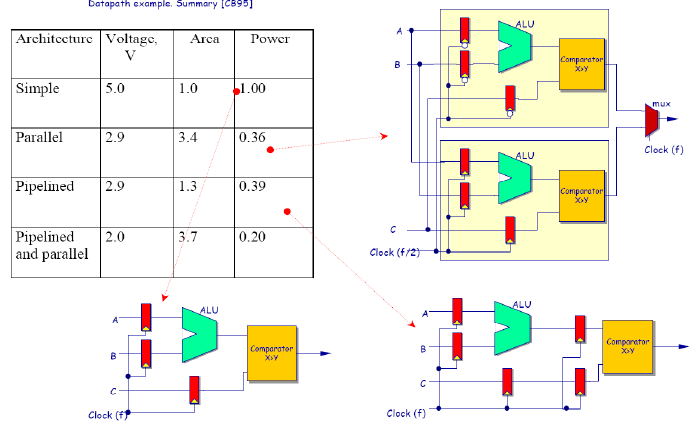 Datapath example. Summary [CB95]
Architecture Voltage, V Area Power
Simple 5.0 1.0 1.00
Parallel 2.9 3.4 0.36
Pipelined 2.9 1.3 0.39
Pipelined and parallel 2.0 3.7 0.20
A
B
ALU
Comparator
X>Y
mux
Clock (f)
ALU
Comparator
X>Y
C
Clock (f/2)
A
B
C
ALU
Comparator
X>Y
Clock (f)
A
B
C
ALU
Comparator
X>Y
Clock (f)